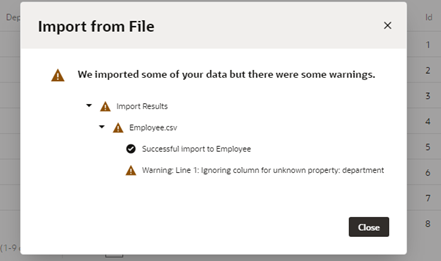 Dep
Id
Import from File
We imported some of your data but there were some warnings.
Import Results
Employee.csv
Successful import to Employee
Warning: Line 1: Ignoring column for unknown property: department
Close
1
2
3
4
5
6
7
8
(1-9